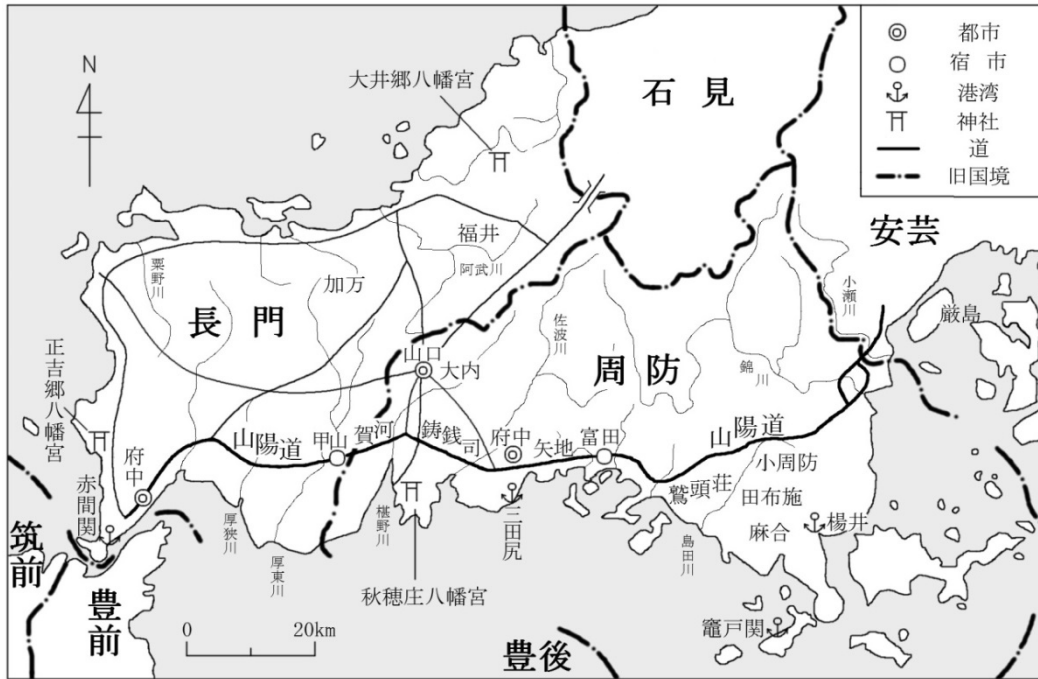 都市
宿市
港湾
神社
道
旧国境
N
石見
大井郷八幡宮
安芸
福井
阿武川
加万
粟野川
長門
小瀬川
厳島
佐波川
周防
錦川
山口
大内
正吉郷八幡宮
府中
山陽道
甲山
賀河
鋳銭司
府中
矢地
富田
山陽道
小周防
鷲頭荘
田布施
麻合
楊井
赤間関
厚狭川
厚東川
椹野川
三田尻
島田川
秋穂庄八幡宮
竈戸関
筑前
豊前
豊後
0 20km